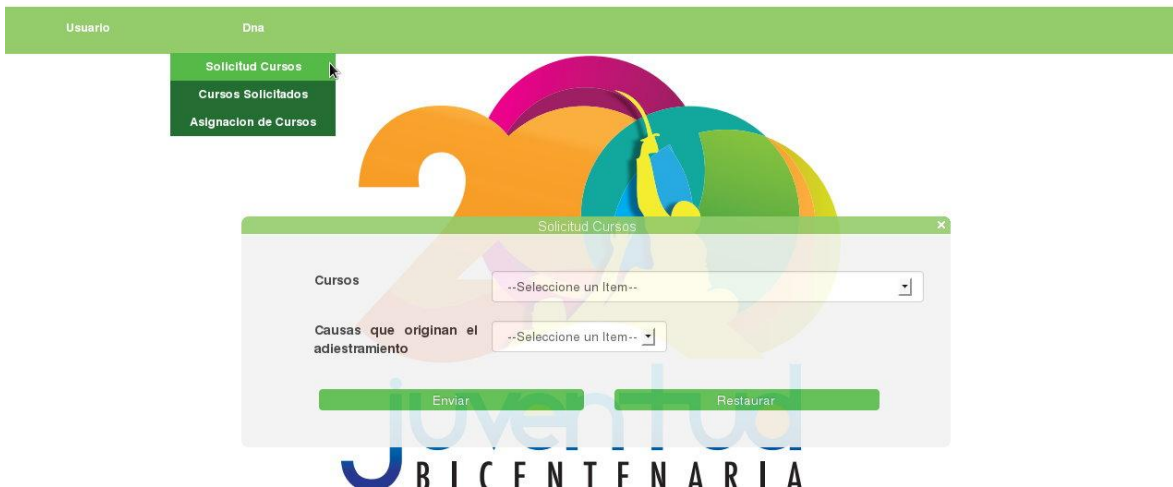 Usuario
Dna
Solicitud Cursos
Cursos Solicitados
Asignacion de Cursos
200
Solicitud Cursos ×
Cursos
--Seleccione un Item--
Causas que originan el
adiestramiento
--Seleccione un Item--
Enviar
Restaurar
juventud
BICENTENARIA